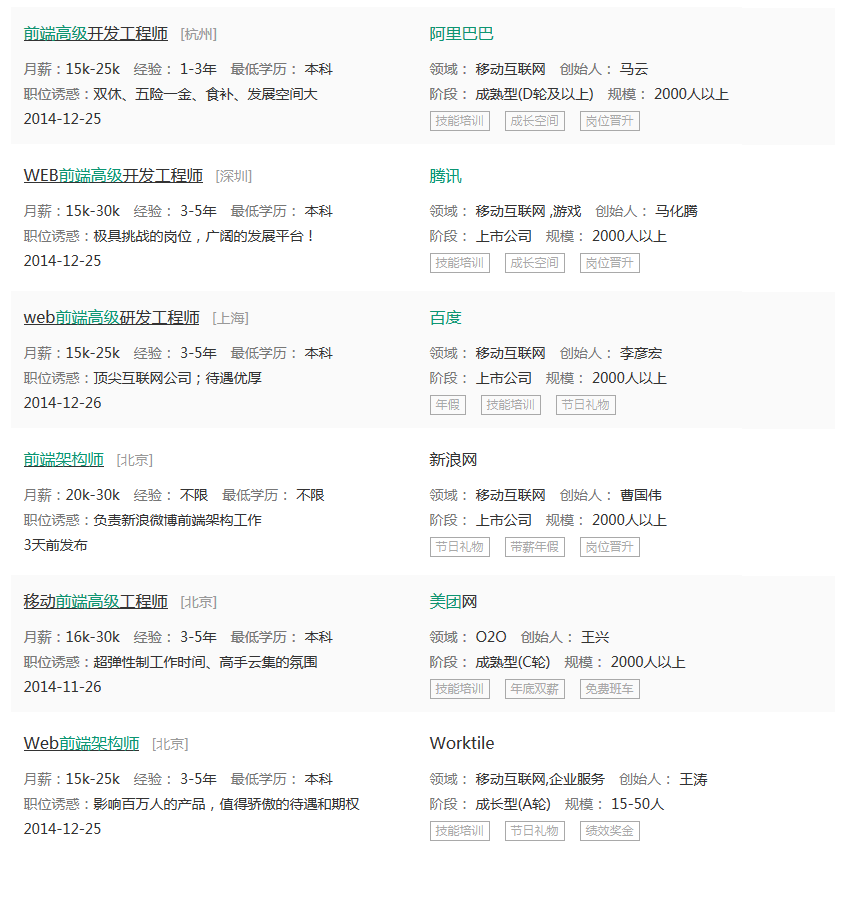 前端高级开发工程师 [杭州]
阿里巴巴
月薪：15k-25k 经验： 1-3年 最低学历： 本科
领域： 移动互联网 创始人： 马云
职位诱惑：双休、五险一金、食补、发展空间大
阶段： 成熟型(D轮及以上) 规模： 2000人以上
2014-12-25
技能培训 成长空间 岗位晋升
WEB前端高级开发工程师 [深圳]
腾讯
月薪：15k-30k 经验： 3-5年 最低学历： 本科
领域： 移动互联网 ,游戏 创始人： 马化腾
职位诱惑：极具挑战的岗位，广阔的发展平台！
阶段： 上市公司 规模： 2000人以上
2014-12-25
技能培训 成长空间 岗位晋升
web前端高级研发工程师 [上海]
百度
月薪：15k-25k 经验： 3-5年 最低学历： 本科
领域： 移动互联网 创始人： 李彦宏
职位诱惑：顶尖互联网公司；待遇优厚
阶段： 上市公司 规模： 2000人以上
2014-12-26
年假 技能培训 节日礼物
前端架构师 [北京]
新浪网
月薪：20k-30k 经验： 不限 最低学历： 不限
领域： 移动互联网 创始人： 曹国伟
职位诱惑：负责新浪微博前端架构工作
阶段： 上市公司 规模： 2000人以上
3天前发布
节日礼物 带薪年假 岗位晋升
移动前端高级工程师 [北京]
美团网
月薪：16k-30k 经验： 3-5年 最低学历： 本科
领域： O2O 创始人： 王兴
职位诱惑：超弹性制工作时间、高手云集的氛围
阶段： 成熟型(C轮) 规模： 2000人以上
2014-11-26
技能培训 年底双薪 免费班车
Web前端架构师 [北京]
Worktile
月薪：15k-25k 经验： 3-5年 最低学历： 本科
领域： 移动互联网,企业服务 创始人： 王涛
职位诱惑：影响百万人的产品，值得骄傲的待遇和期权
阶段： 成长型(A轮) 规模： 15-50人
2014-12-25
技能培训 节日礼物 绩效奖金